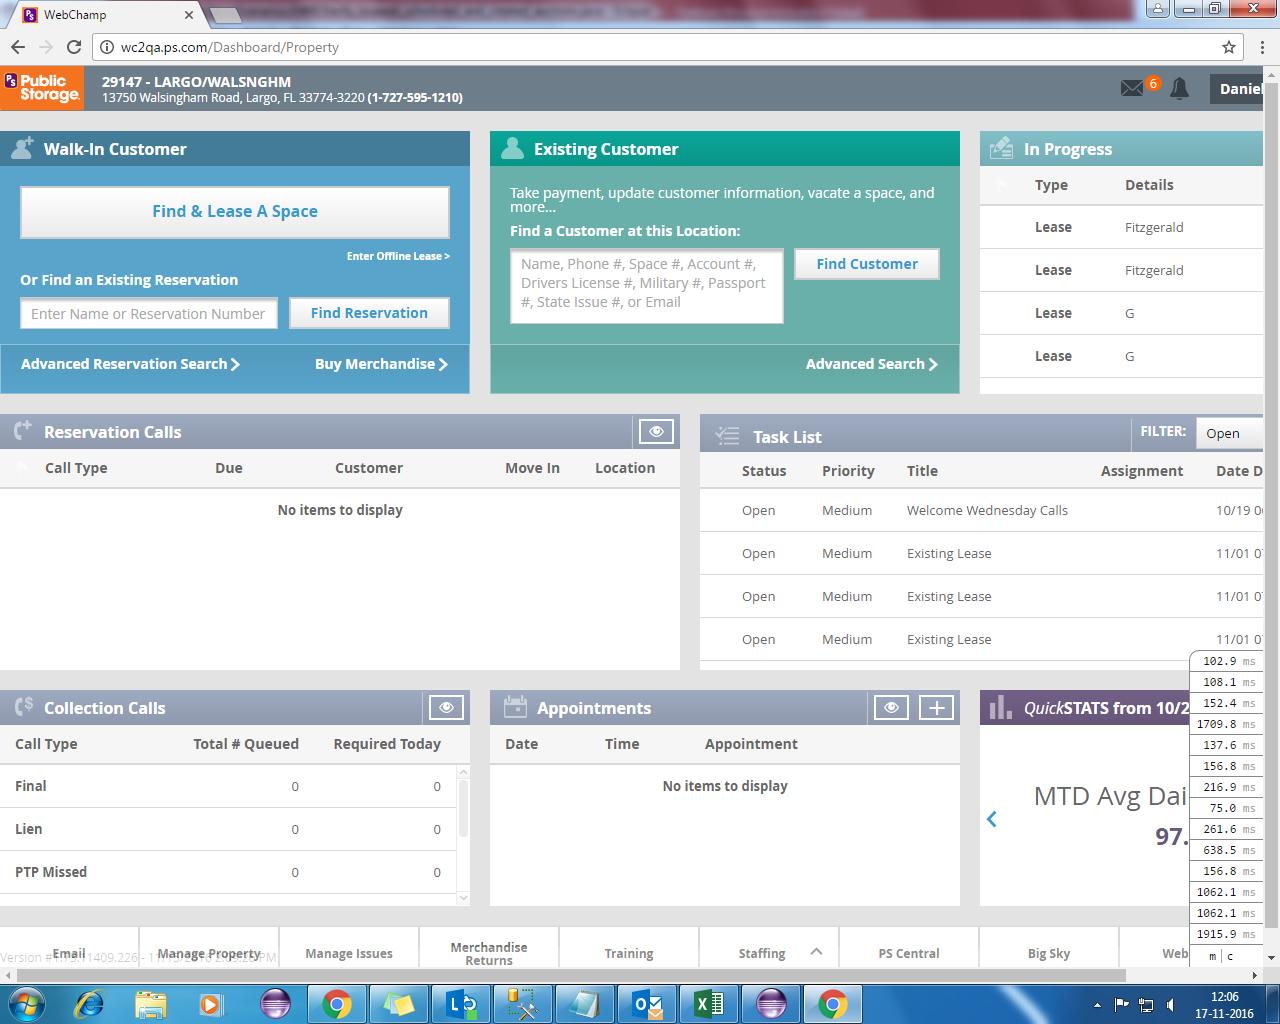 WebChamp
wc2qa.ps.com/Dashboard/Property
PS Public Storage.
29147 - LARGO/WALSNGHM
13750 Walsingham Road, Largo, FL 33774-3220 (1-727-595-1210)
6
Daniel
Walk-In Customer
Find & Lease A Space
Enter Offline Lease >
Or Find an Existing Reservation
Enter Name or Reservation Number
Find Reservation
Advanced Reservation Search
Buy Merchandise
Existing Customer
Take payment, update customer information, vacate a space, and
more...
Find a Customer at this Location:
Name, Phone #, Space #, Account #,
Drivers License #, Military #, Passport
#, State Issue #, or Email
Find Customer
Advanced Search
In Progress
Type Details
Lease Fitzgerald
Lease Fitzgerald
Lease G
Lease G
Reservation Calls
Call Type Due Customer Move In Location
No items to display
Task List
FILTER: Open
Status Priority Title Assignment Date D
Open Medium Welcome Wednesday Calls 10/19 0
Open Medium Existing Lease 11/01 0
Open Medium Existing Lease 11/01 0
Open Medium Existing Lease 11/01 0
Collection Calls
Call Type Total # Queued Required Today
Final 0 0
Lien 0 0
PTP Missed 0 0
Appointments
Date Time Appointment
No items to display
QuickSTATS from 10/2
MTD Avg Dai
97.
102.9 ms
108.1 ms
152.4 ms
1709.8 ms
137.6 ms
156.8 ms
216.9 ms
75.0 ms
261.6 ms
638.5 ms
156.8 ms
1062.1 ms
1062.1 ms
1915.9 ms
m | c
Email
Manage Property
Manage Issues
Merchandise
Returns
Training
Staffing
PS Central
Big Sky
Web
12:06
17-11-2016